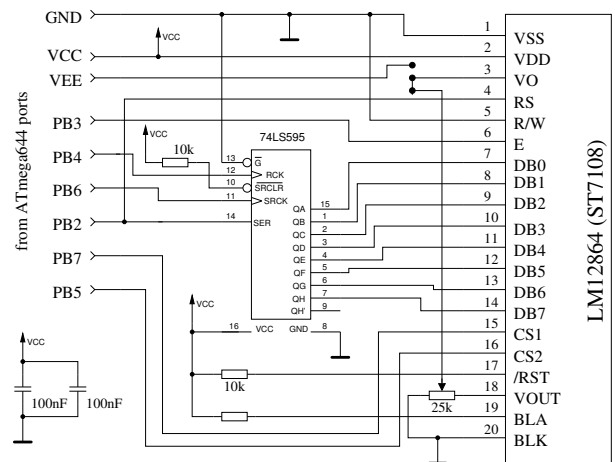 GND
VCC
VEE
from ATmega644 ports
PB3
PB4
PB6
PB2
PB7
PB5
VCC
VCC
10k
74LS595
13 G
12 RCK
10 SRCLR
11 SRCK
14 SER
QA 15
QB 1
QC 2
QD 3
QE 4
QF 5
QG 6
QH 7
QH' 9
16 VCC GND 8
VCC
VCC
100nF 100nF
10k
25k
1 VSS
2 VDD
3 VO
4 RS
5 R/W
6 E
7 DB0
8 DB1
9 DB2
10 DB3
11 DB4
12 DB5
13 DB6
14 DB7
15 CS1
16 CS2
17 /RST
18 VOUT
19 BLA
20 BLK
LM12864 (ST7108)